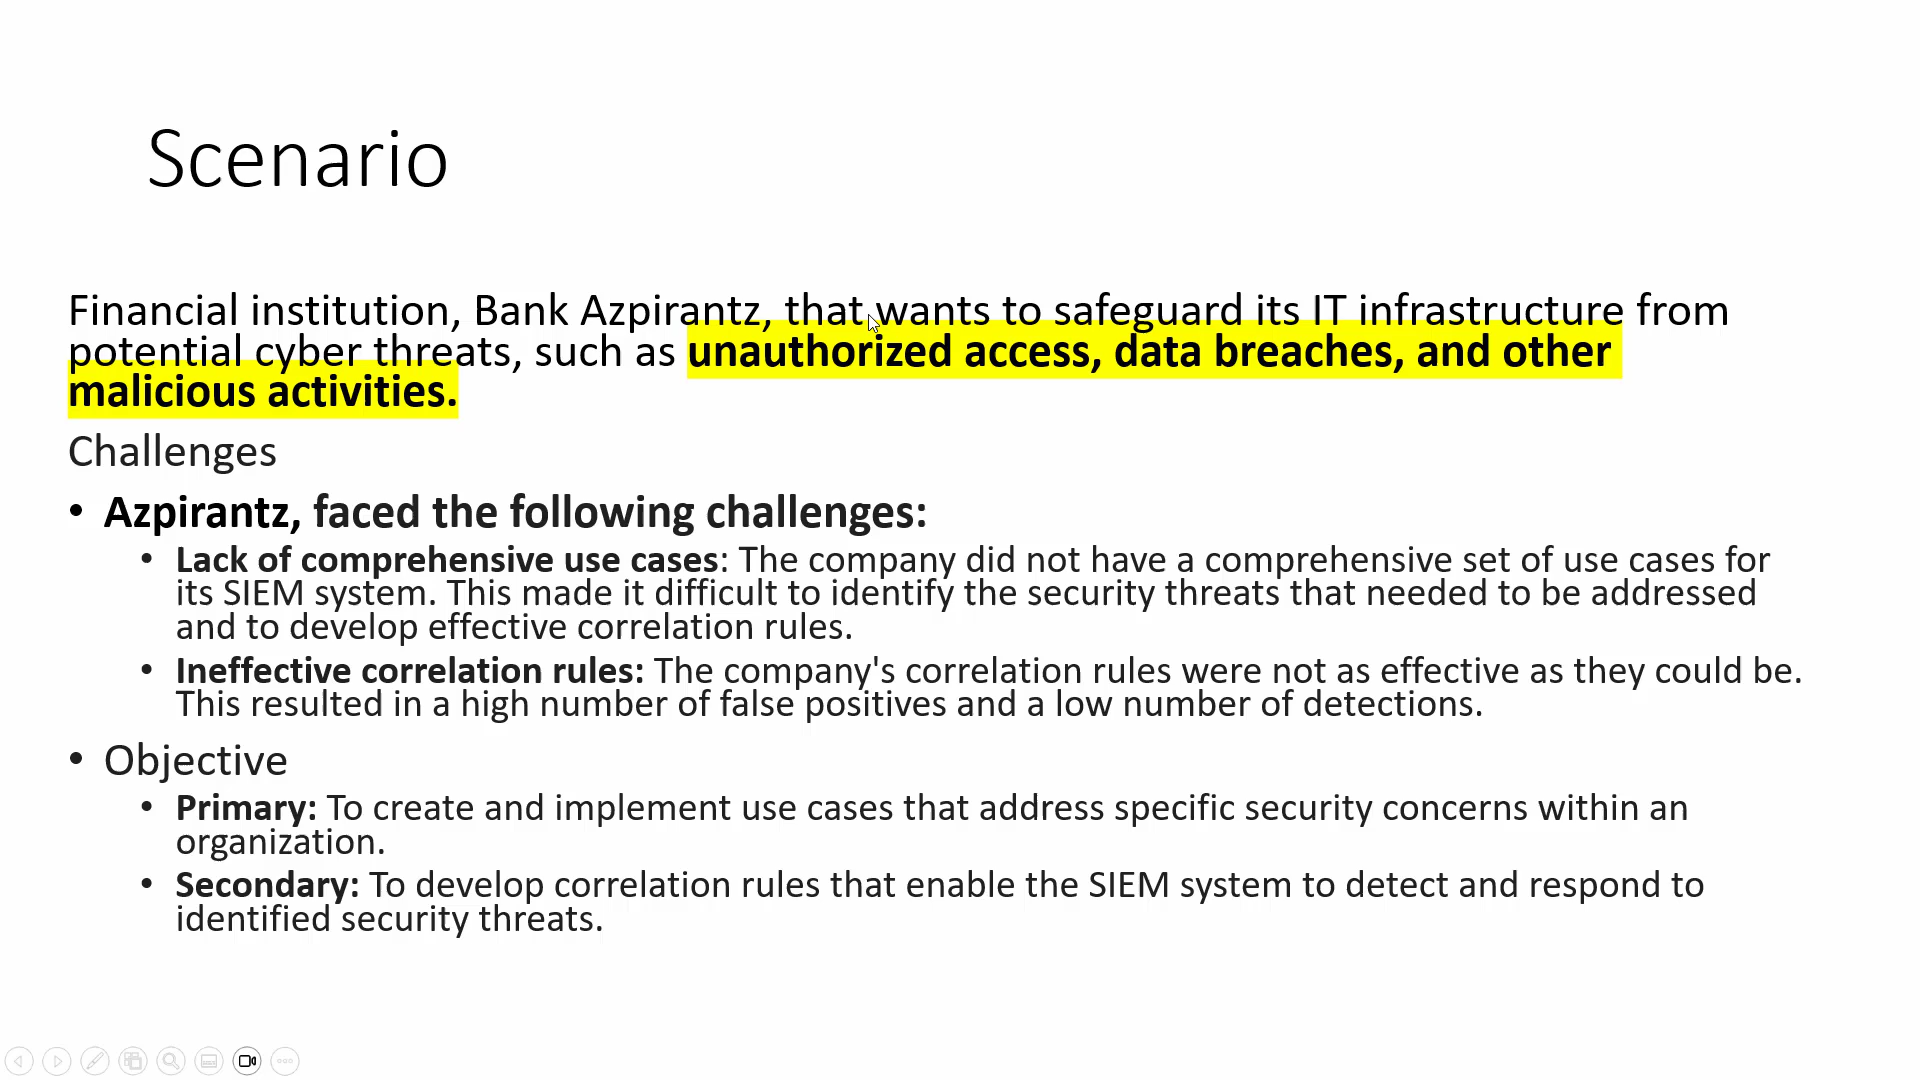 Scenario
Financial institution, Bank Azpirantz, that wants to safeguard its IT infrastructure from
potential cyber threats, such as unauthorized access, data breaches, and other
malicious activities.
Challenges
• Azpirantz, faced the following challenges:
• Lack of comprehensive use cases: The company did not have a comprehensive set of use cases for
its SIEM system. This made it difficult to identify the security threats that needed to be addressed
and to develop effective correlation rules.
• Ineffective correlation rules: The company's correlation rules were not as effective as they could be.
This resulted in a high number of false positives and a low number of detections.
• Objective
• Primary: To create and implement use cases that address specific security concerns within an
organization.
• Secondary: To develop correlation rules that enable the SIEM system to detect and respond to
identified security threats.